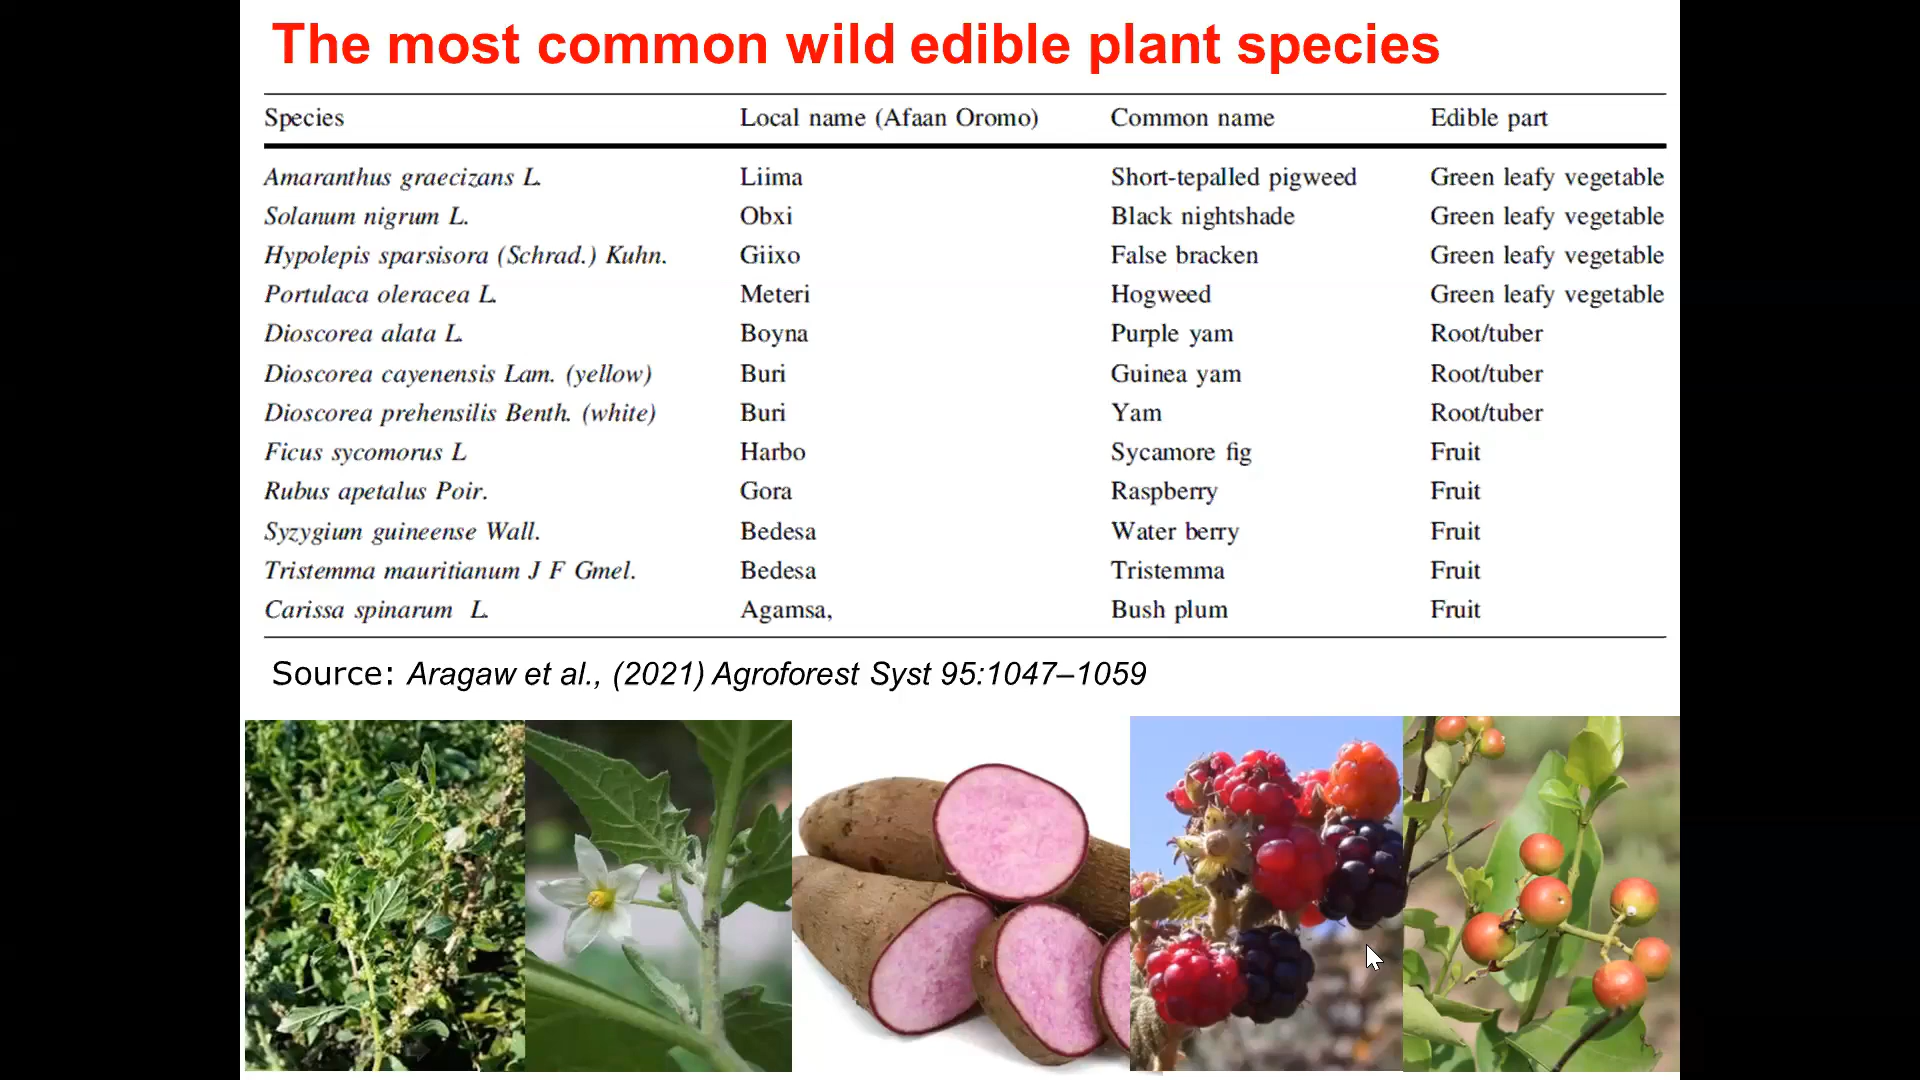 The most common wild edible plant species
Species Local name (Afaan Oromo) Common name Edible part
Amaranthus graecizans L. Liima Short-tepalled pigweed Green leafy vegetable
Solanum nigrum L. Obxi Black nightshade Green leafy vegetable
Hypolepis sparsisora (Schrad.) Kuhn. Giixo False bracken Green leafy vegetable
Portulaca oleracea L. Meteri Hogweed Green leafy vegetable
Dioscorea alata L. Boyna Purple yam Root/tuber
Dioscorea cayenensis Lam. (yellow) Buri Guinea yam Root/tuber
Dioscorea prehensilis Benth. (white) Buri Yam Root/tuber
Ficus sycomorus L Harbo Sycamore fig Fruit
Rubus apetalus Poir. Gora Raspberry Fruit
Syzygium guineense Wall. Bedesa Water berry Fruit
Tristemma mauritianum J F Gmel. Bedesa Tristemma Fruit
Carissa spinarum L. Agamsa, Bush plum Fruit
Source: Aragaw et al., (2021) Agroforest Syst 95:1047–1059